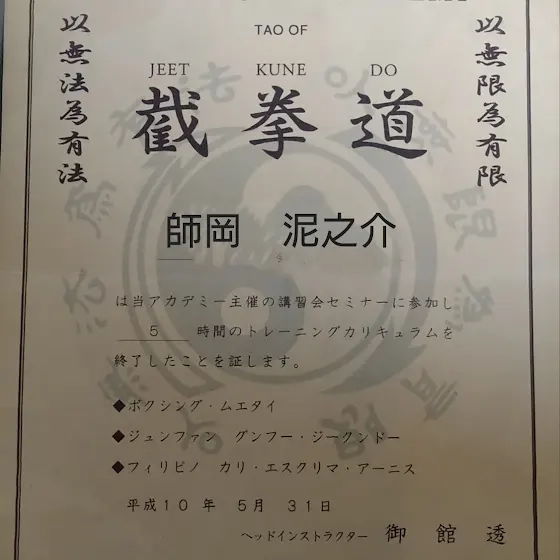 以無法為有法
以無限為有限
TAO OF
JEET KUNE DO
截拳道
師岡 泥之介
は当アカデミー主催の講習会セミナーに参加し
5 時間のトレーニングカリキュラムを
終了したことを証します。
◆ボクシング・ムエタイ
◆ジュンファン グンフー・ジークンドー
◆フィリピノ カリ・エスクリマ・アーニス
平成10年 5月 31日
ヘッドインストラクター 御館 透